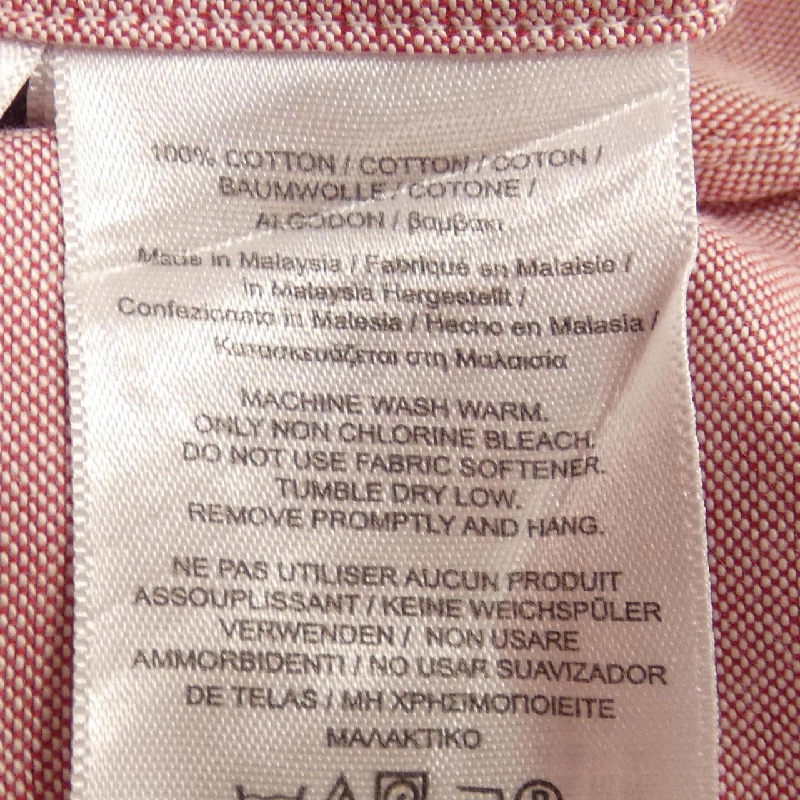 100% COTTON / COTTON / COTON /
BAUMWOLLE / COTONE /
ALGODON / βαμβακι
Made in Malaysia / Fabriqué en Malaisie /
in Malaysia Hergestellt /
Confezionato in Malesia / Hecho en Malasia /
Κατασκευάζεται στη Μαλαισία
MACHINE WASH WARM.
ONLY NON CHLORINE BLEACH.
DO NOT USE FABRIC SOFTENER.
TUMBLE DRY LOW.
REMOVE PROMPTLY AND HANG.
NE PAS UTILISER AUCUN PRODUIT
ASSOUPLISSANT / KEINE WEICHSPÜLER
VERWENDEN / NON USARE
AMMORBIDENTI / NO USAR SUAVIZADOR
DE TELAS / ΜΗ ΧΡΗΣΙΜΟΠΟΙΕΙΤΕ
ΜΑΛΑΚΤΙΚΟ